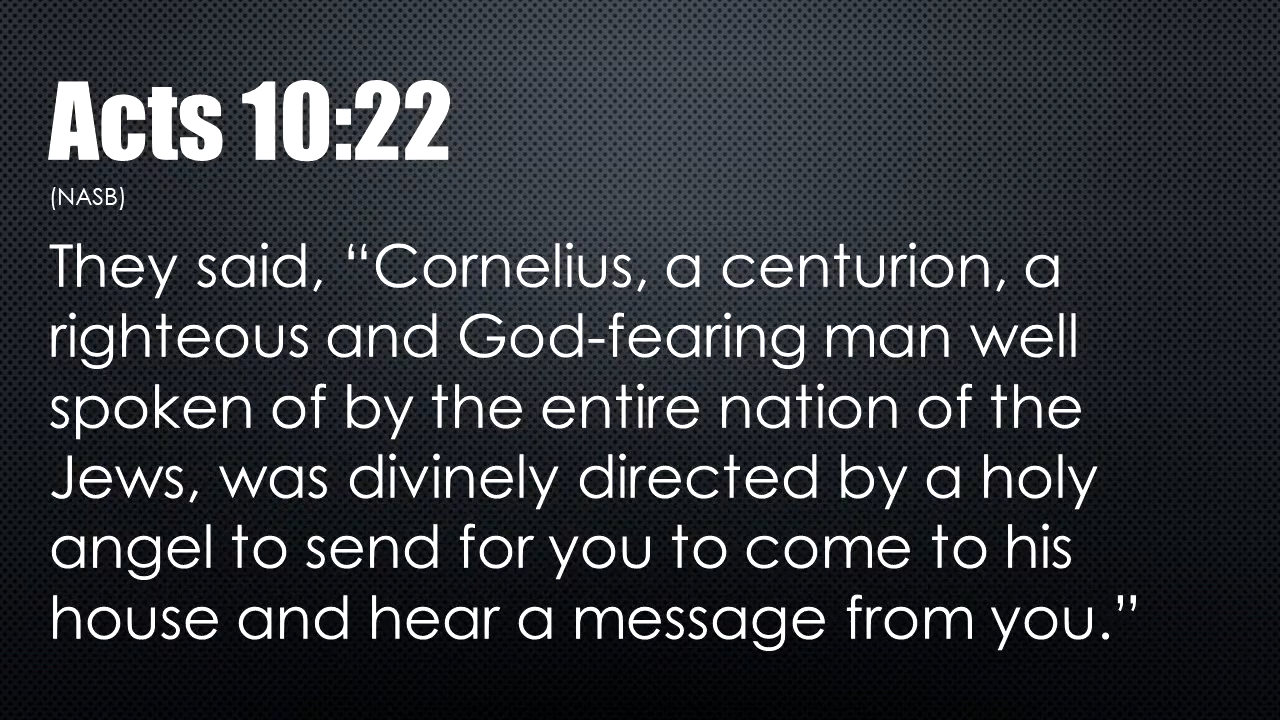 Acts 10:22
(NASB)
They said, “Cornelius, a centurion, a
righteous and God-fearing man well
spoken of by the entire nation of the
Jews, was divinely directed by a holy
angel to send for you to come to his
house and hear a message from you.”